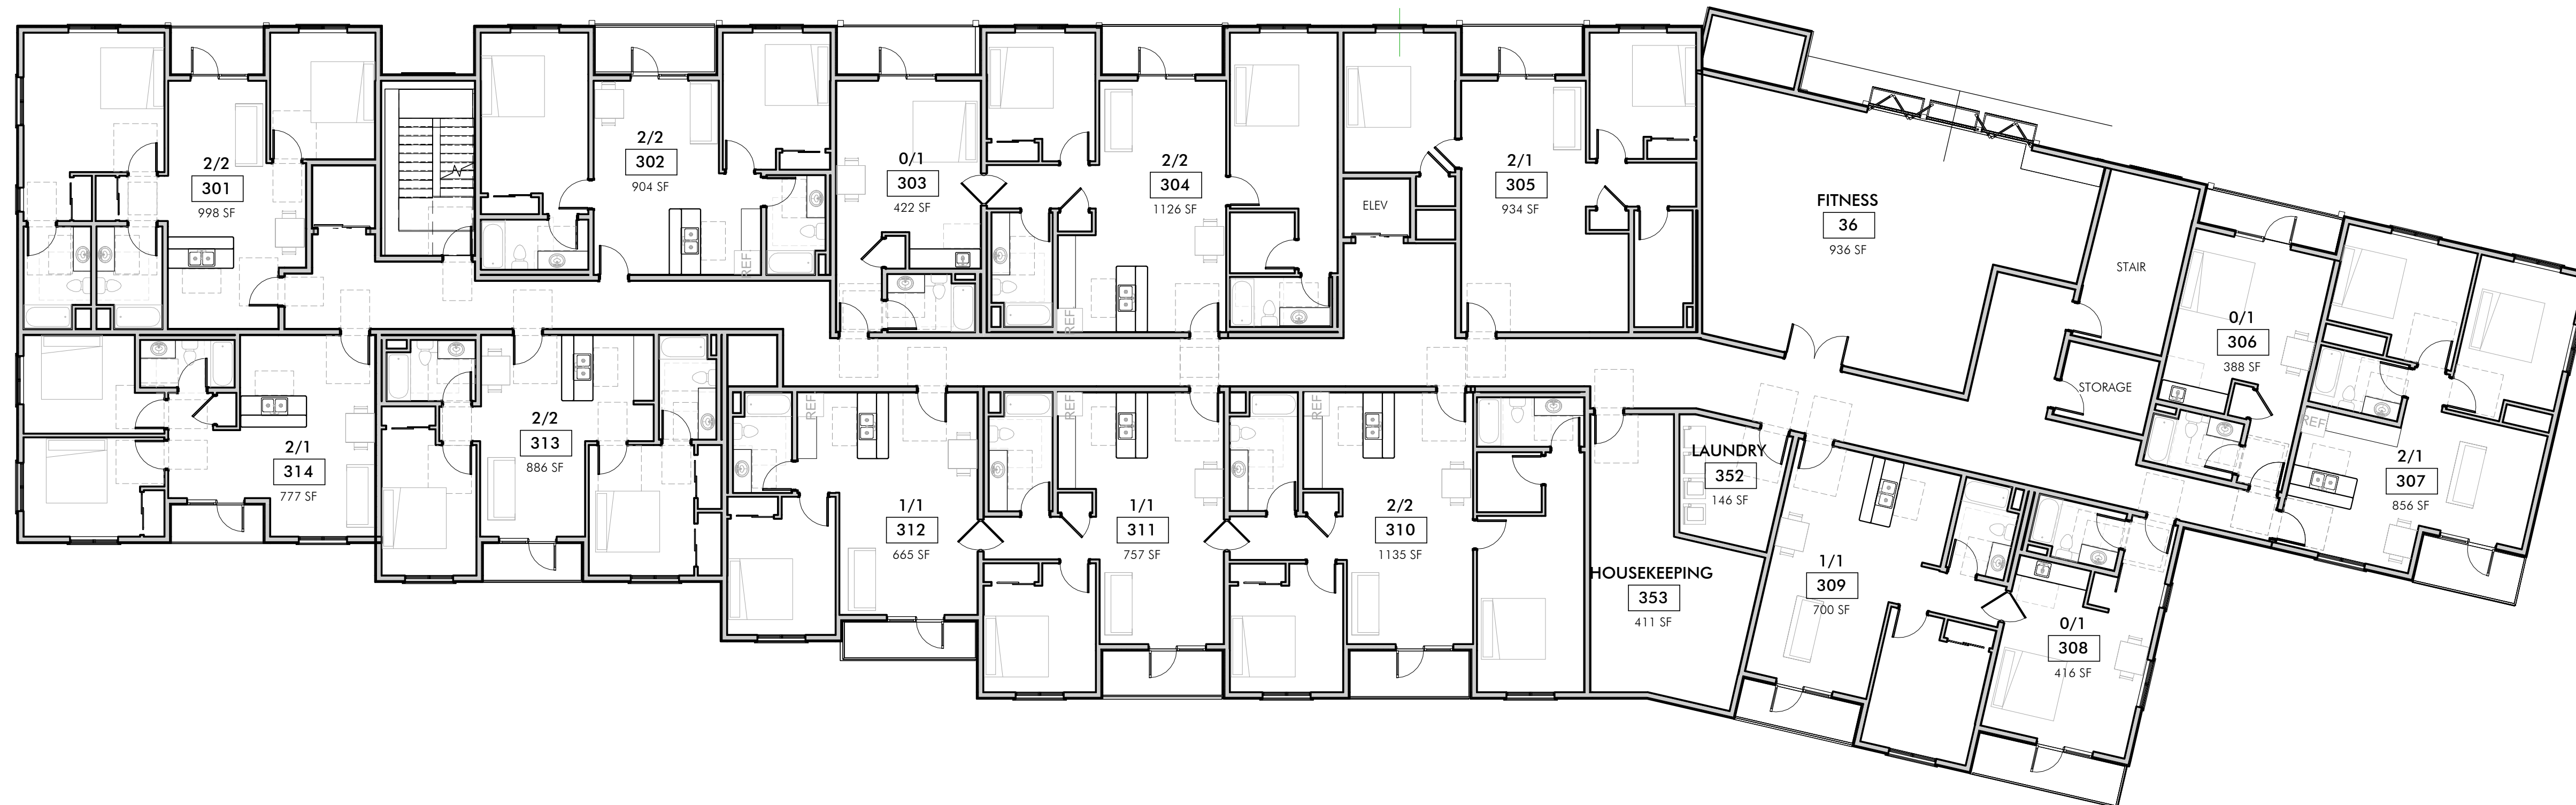 2/2
301
998 SF
2/2
302
904 SF
REF
0/1
303
422 SF
2/2
304
1126 SF
REF
ELEV
2/1
305
934 SF
FITNESS
36
936 SF
STAIR
STORAGE
0/1
306
388 SF
REF
2/1
307
856 SF
2/1
314
777 SF
2/2
313
886 SF
REF
1/1
312
665 SF
REF
1/1
311
757 SF
REF
2/2
310
1135 SF
LAUNDRY
352
146 SF
HOUSEKEEPING
353
411 SF
1/1
309
700 SF
0/1
308
416 SF